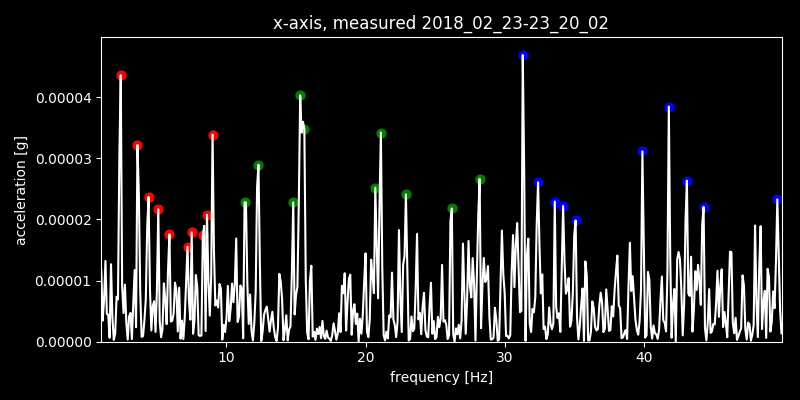 x-axis, measured 2018_02_23-23_20_02
acceleration [g]
0.00004
0.00003
0.00002
0.00001
0.00000
10 20 30 40
frequency [Hz]